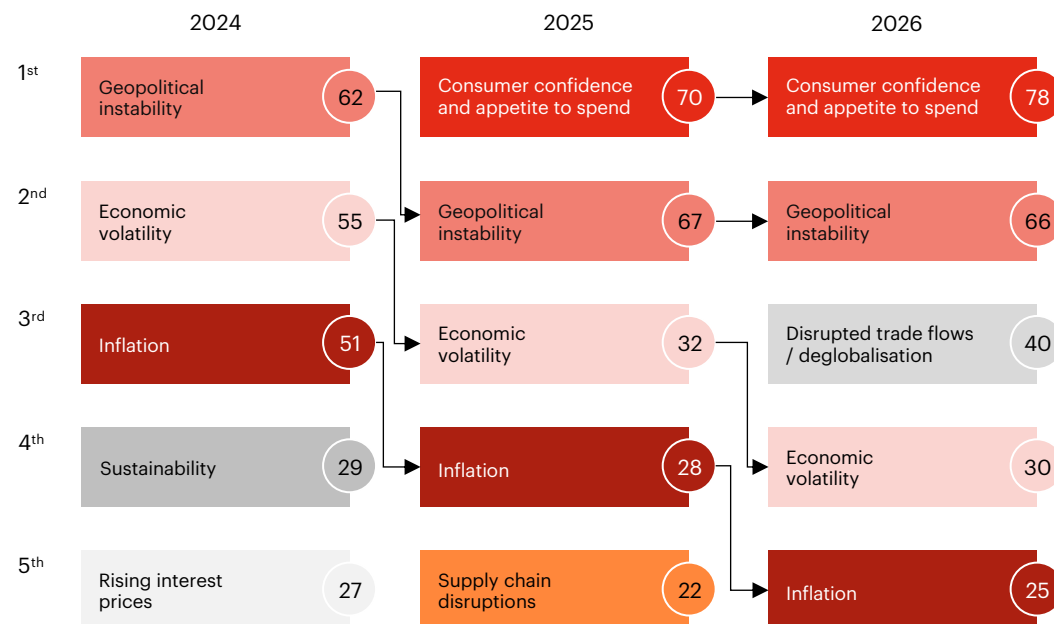 2024 2025 2026
1st
Geopolitical
instability
62
Consumer confidence
and appetite to spend
70
Consumer confidence
and appetite to spend
78
2nd
Economic
volatility
55
Geopolitical
instability
67
Geopolitical
instability
66
3rd
Inflation
51
Economic
volatility
32
Disrupted trade flows
/ deglobalisation
40
4th
Sustainability
29
Inflation
28
Economic
volatility
30
5th
Rising interest
prices
27
Supply chain
disruptions
22
Inflation
25